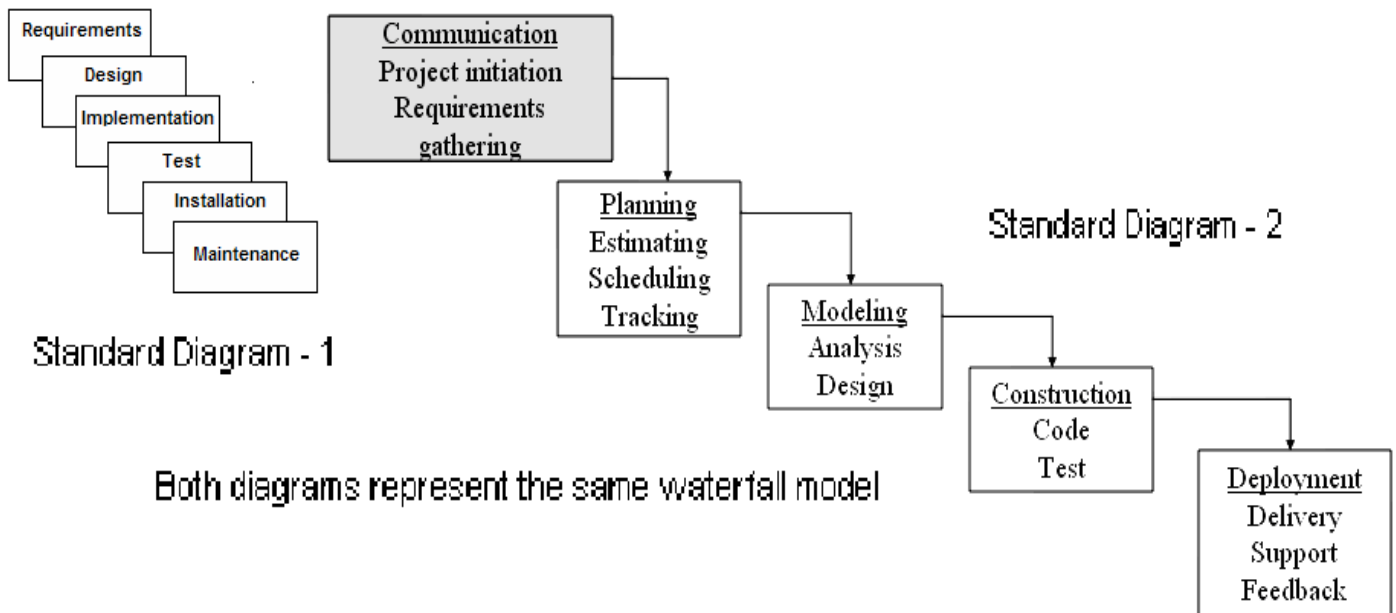 Requirements
Design
Implementation
Test
Installation
Maintenance
Standard Diagram - 1
Communication
Project initiation
Requirements
gathering
Planning
Estimating
Scheduling
Tracking
Modeling
Analysis
Design
Construction
Code
Test
Deployment
Delivery
Support
Feedback
Standard Diagram - 2
Both diagrams represent the same waterfall model